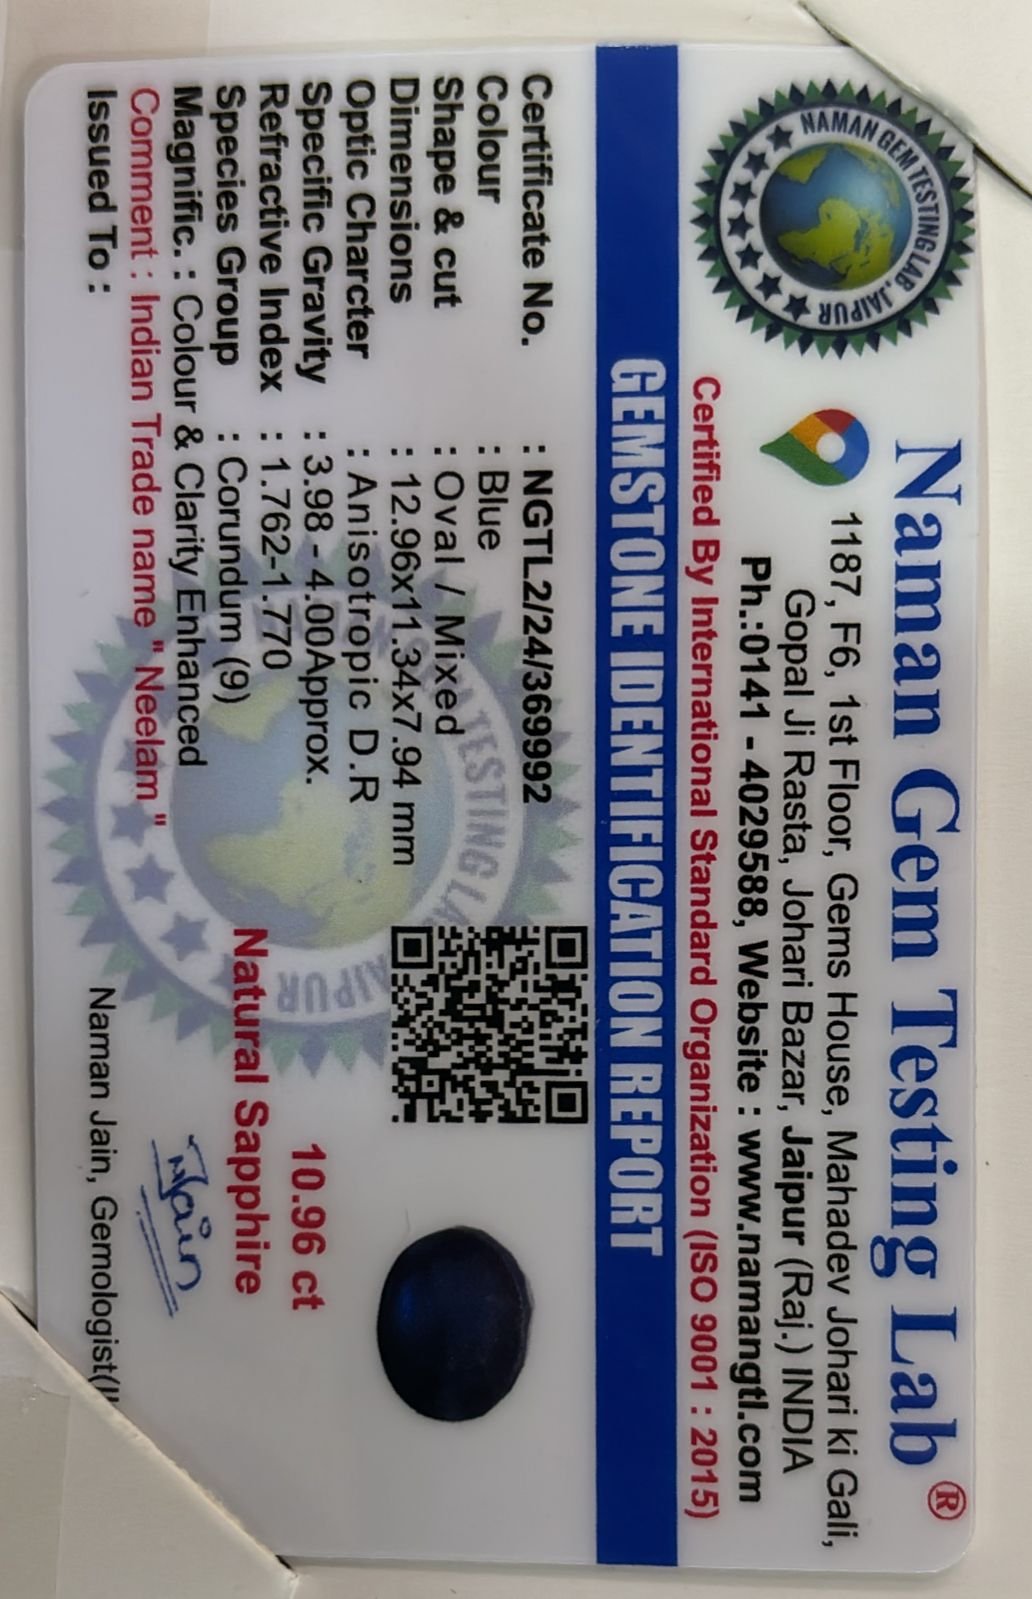 Naman Gem Testing Lab ®
NAMAN GEM TESTING LAB, JAIPUR
1187, F6, 1st Floor, Gems House, Mahadev Johari ki Gali,
Gopal Ji Rasta, Johari Bazar, Jaipur (Raj.) INDIA
Ph.:0141 - 4029588, Website : www.namangtl.com
Certified By International Standard Organization (ISO 9001 : 2015)
GEMSTONE IDENTIFICATION REPORT
Certificate No. : NGTL2/24/369992
Colour : Blue
Shape & cut : Oval / Mixed
Dimensions : 12.96x11.34x7.94 mm
Optic Charcter : Anisotropic D.R
Specific Gravity : 3.98 - 4.00Approx.
Refractive Index : 1.762-1.770
Species Group : Corundum (9)
Magnific. : Colour & Clarity Enhanced
Comment : Indian Trade name " Neelam "
Issued To :
10.96 ct
Natural Sapphire
NJain
Naman Jain, Gemologist(II